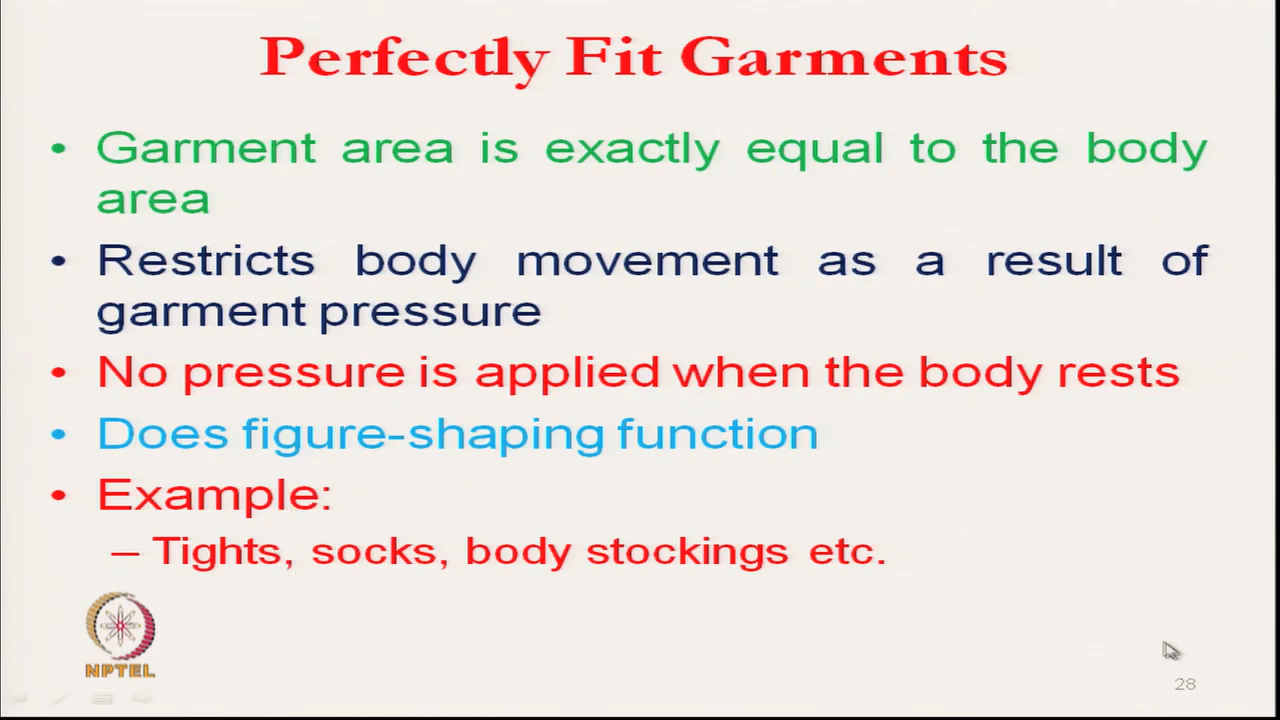 Perfectly Fit Garments
• Garment area is exactly equal to the body
area
• Restricts body movement as a result of
garment pressure
• No pressure is applied when the body rests
• Does figure-shaping function
• Example:
– Tights, socks, body stockings etc.
NPTEL
28